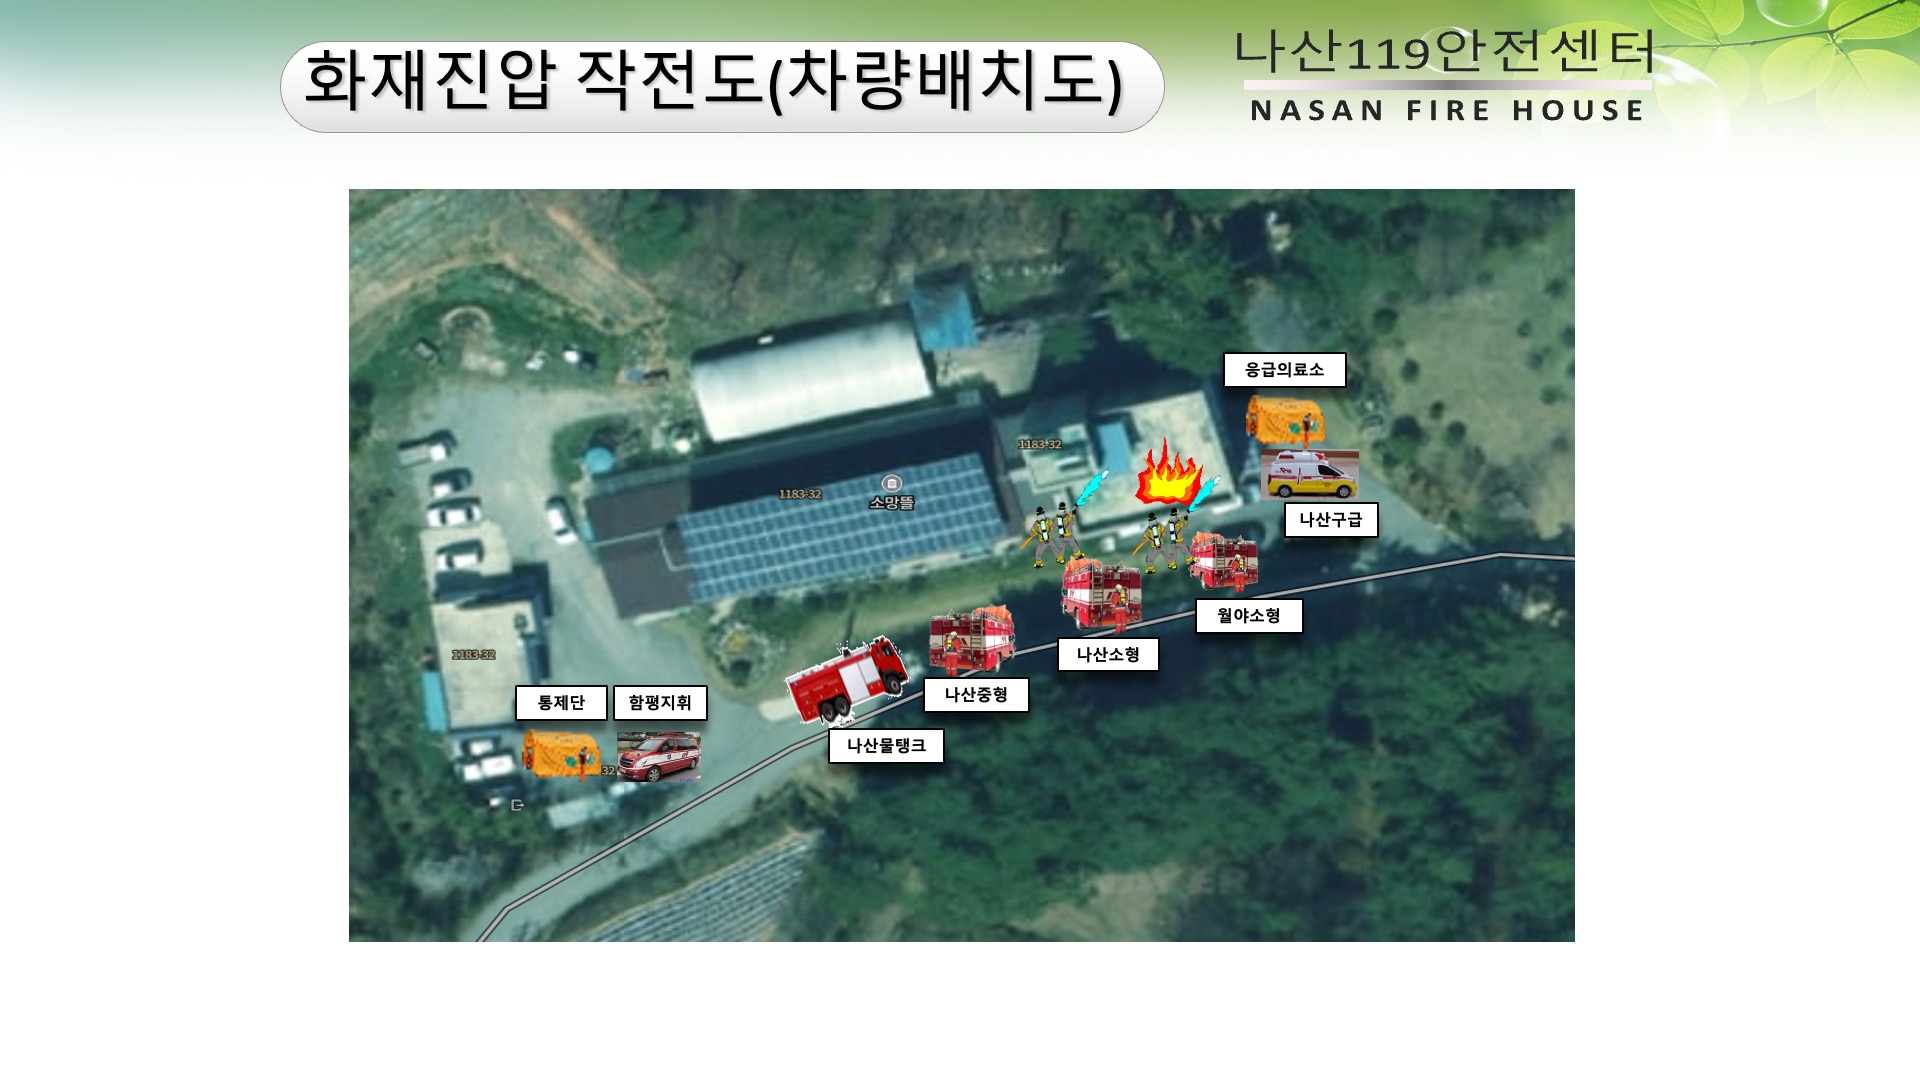 화재진압 작전도(차량배치도)
나산119안전센터
NASAN FIRE HOUSE
응급의료소
1183-32
1183-32
소망뜰
나산구급
월야소형
나산소형
1183-32
나산중형
통제단
함평지휘
나산물탱크
32